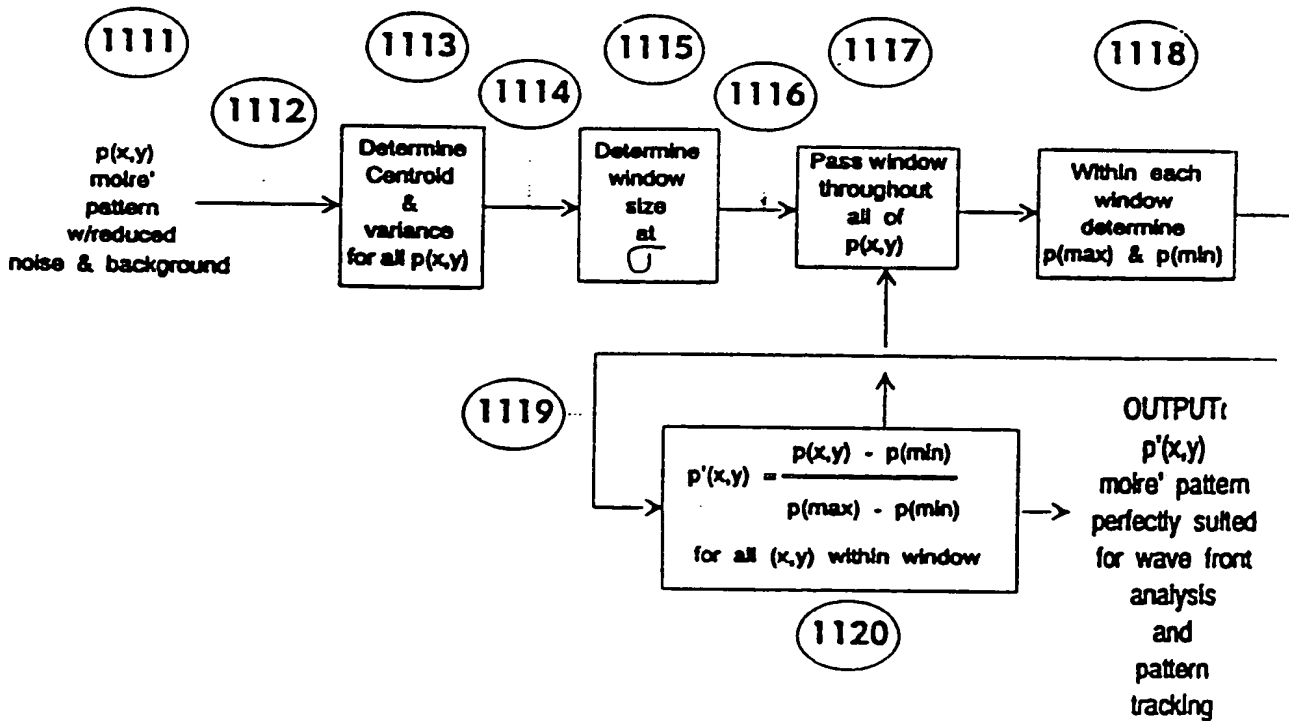 1111
1112
1113
1114
1115
1116
1117
1118
p(x,y)
moire'
pattern
w/reduced
noise & background
Determine
Centroid
&
variance
for all p(x,y)
Determine
window
size
at
σ
Pass window
throughout
all of
p(x,y)
Within each
window
determine
p(max) & p(min)
1119
p'(x,y) = p(x,y) - p(min)
p(max) - p(min)
for all (x,y) within window
1120
OUTPUT:
p'(x,y)
moire' pattern
perfectly suited
for wave front
analysis
and
pattern
tracking